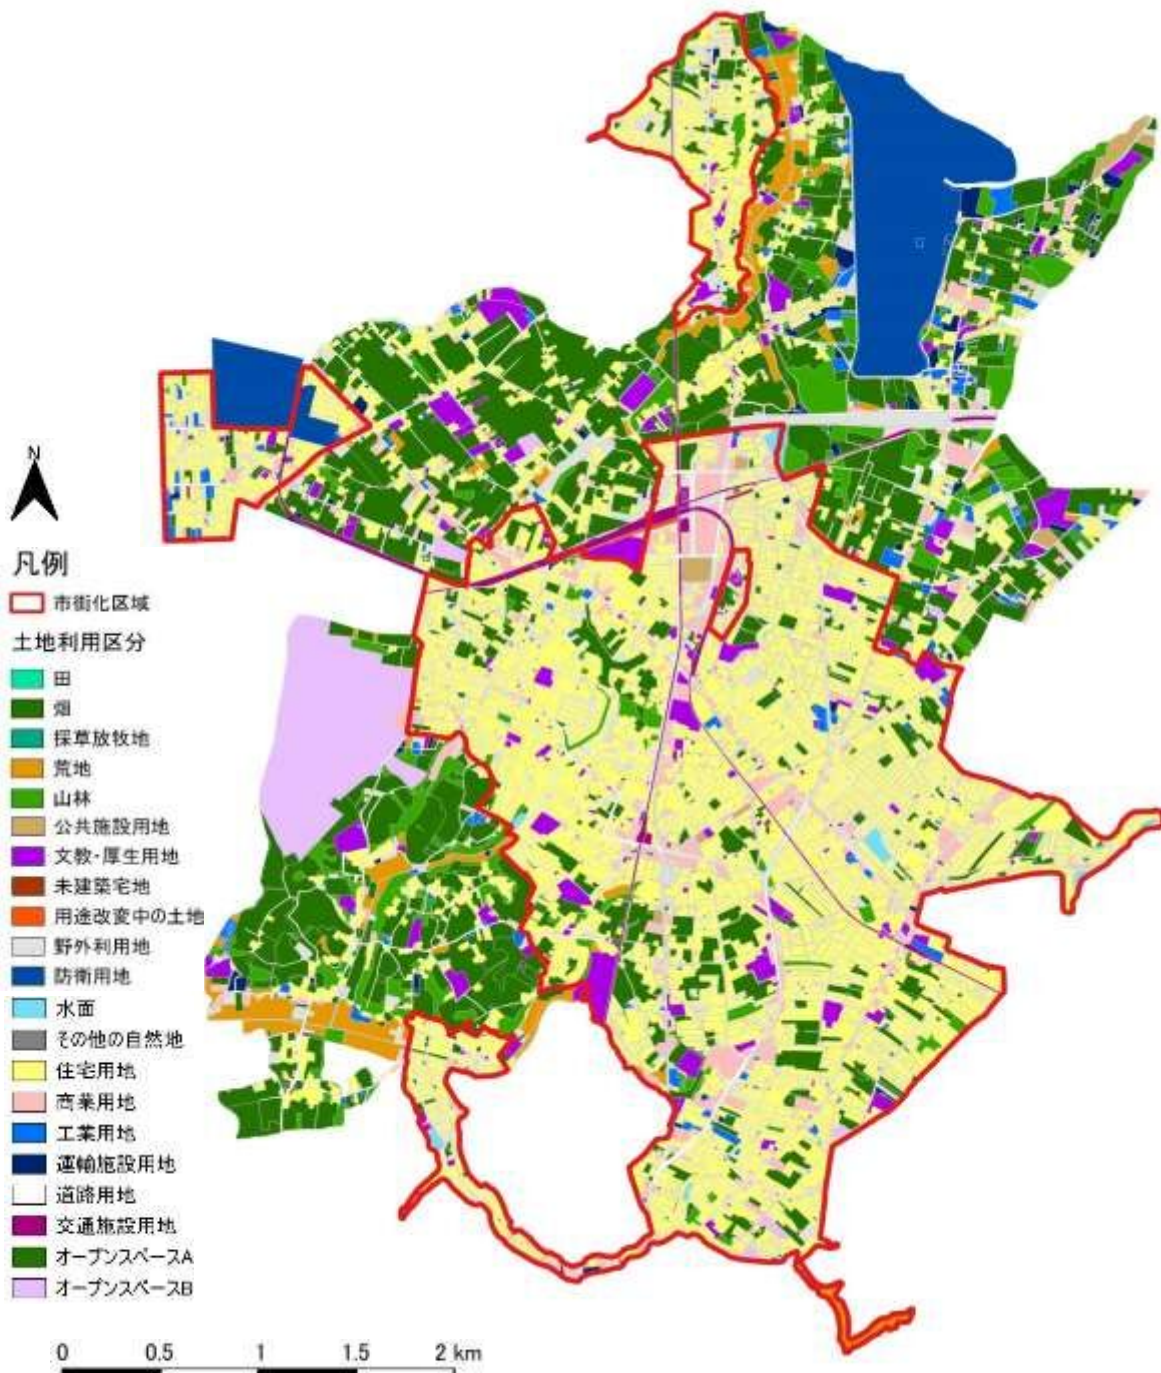 N
凡例
市街化区域
土地利用区分
田
畑
採草放牧地
荒地
山林
公共施設用地
文教・厚生用地
未建築宅地
用途改変中の土地
野外利用地
防衛用地
水面
その他の自然地
住宅用地
商業用地
工業用地
運輸施設用地
道路用地
交通施設用地
オープンスペースA
オープンスペースB
0 0.5 1 1.5 2 km